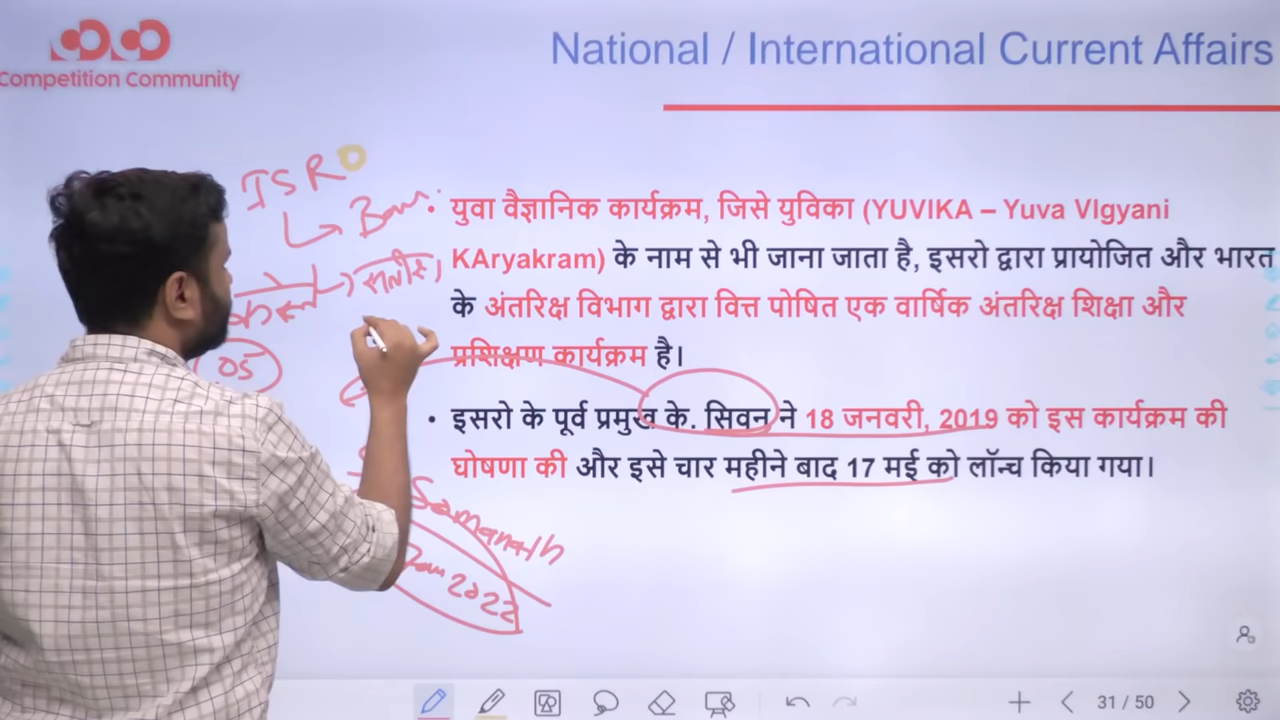 Competition Community
National / International Current Affairs
ISRO
• युवा वैज्ञानिक कार्यक्रम, जिसे युविका (YUVIKA – Yuva VIgyani
KAryakram) के नाम से भी जाना जाता है, इसरो द्वारा प्रायोजित और भारत
के अंतरिक्ष विभाग द्वारा वित्त पोषित एक वार्षिक अंतरिक्ष शिक्षा और
प्रशिक्षण कार्यक्रम है।
05
• इसरो के पूर्व प्रमुख के. सिवन ने 18 जनवरी, 2019 को इस कार्यक्रम की
घोषणा की और इसे चार महीने बाद 17 मई को लॉन्च किया गया।
Somanath
Jan 2022
31 / 50